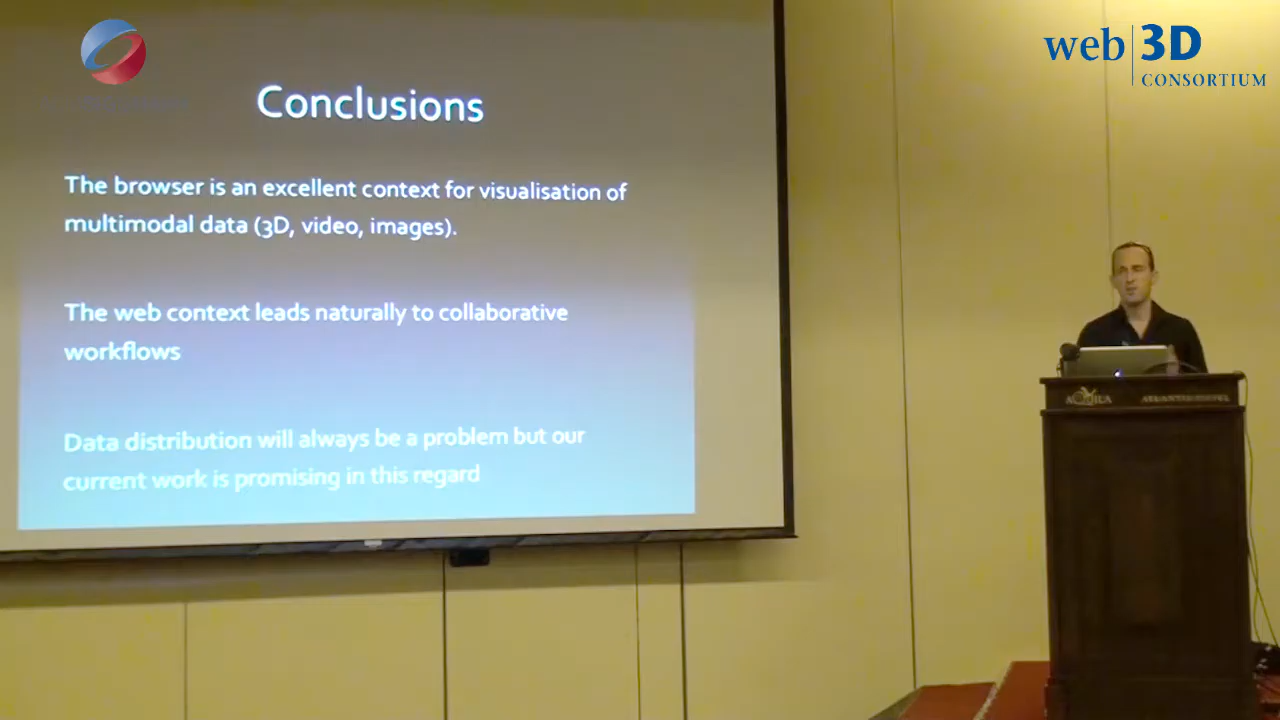 web 3D
CONSORTIUM
Conclusions
The browser is an excellent context for visualisation of
multimodal data (3D, video, images).
The web context leads naturally to collaborative
workflows
Data distribution will always be a problem but our
current work is promising in this regard